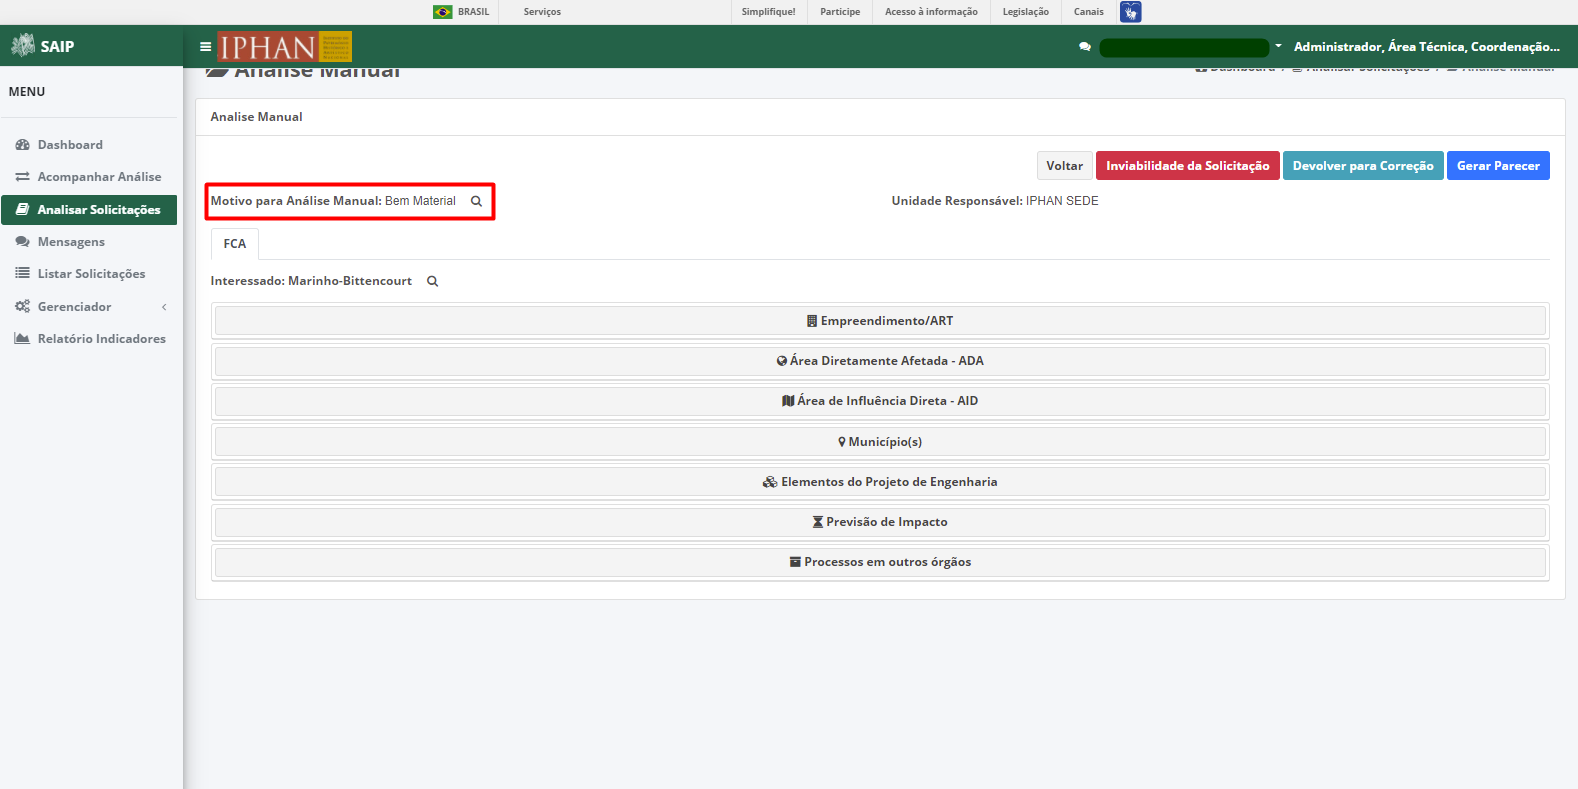 BRASIL Serviços Simplifique! Participe Acesso à informação Legislação Canais
SAIP
IPHAN
Administrador, Área Técnica, Coordenação...
Analise Manual
Dashboard / Analisar Solicitações / Analise Manual
MENU
Dashboard
Acompanhar Análise
Analisar Solicitações
Mensagens
Listar Solicitações
Gerenciador
Relatório Indicadores
Analise Manual
Voltar Inviabilidade da Solicitação Devolver para Correção Gerar Parecer
Motivo para Análise Manual: Bem Material Unidade Responsável: IPHAN SEDE
FCA
Interessado: Marinho-Bittencourt
Empreendimento/ART
Área Diretamente Afetada - ADA
Área de Influência Direta - AID
Município(s)
Elementos do Projeto de Engenharia
Previsão de Impacto
Processos em outros órgãos